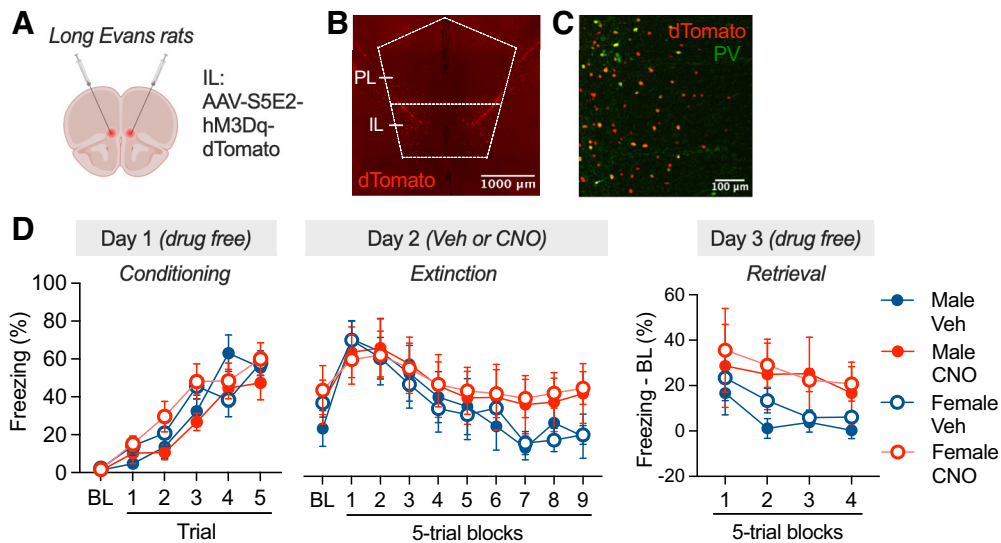 A
Long Evans rats
IL:
AAV-S5E2-
hM3Dq-
dTomato
B
PL
IL
dTomato
1000 µm
C
dTomato
PV
100 µm
D
Day 1 (drug free)
Day 2 (Veh or CNO)
Day 3 (drug free)
Conditioning
Extinction
Retrieval
Freezing (%)
100
80
60
40
20
0
BL 1 2 3 4 5
Trial
BL 1 2 3 4 5 6 7 8 9
5-trial blocks
Freezing - BL (%)
60
40
20
0
-20
1 2 3 4
5-trial blocks
Male
Veh
Male
CNO
Female
Veh
Female
CNO